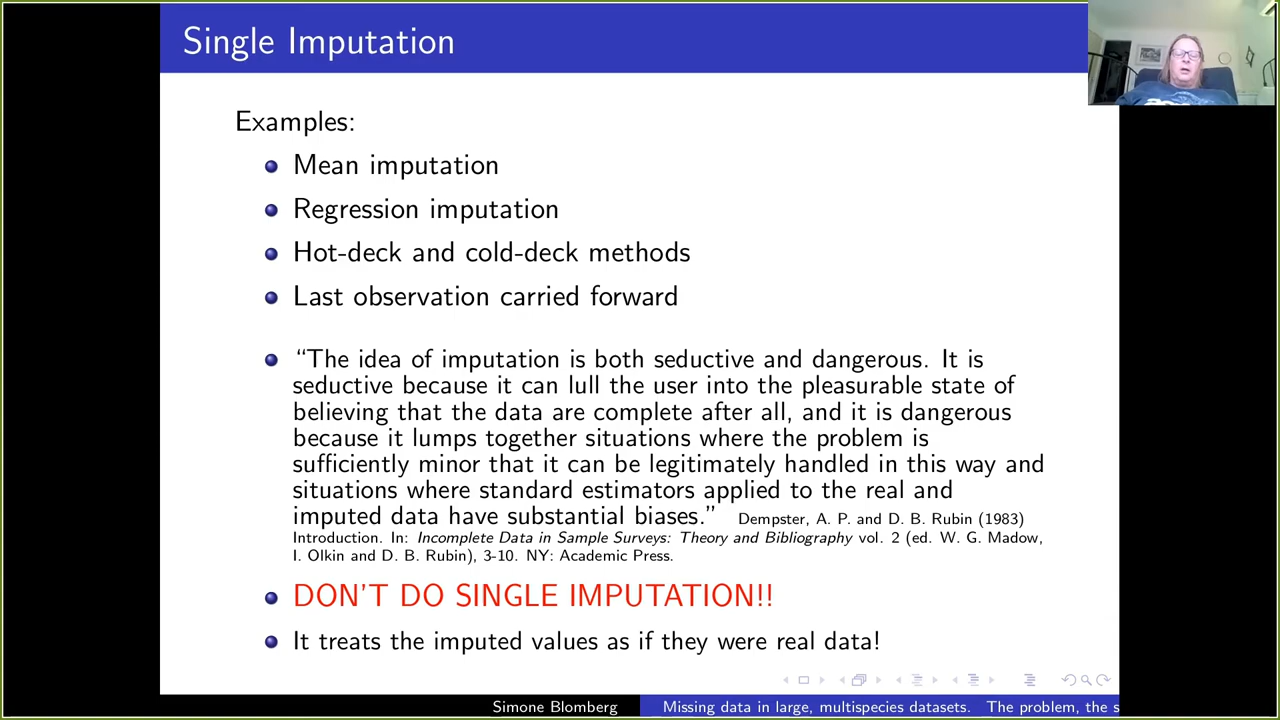 Single Imputation
Examples:
Mean imputation
Regression imputation
Hot-deck and cold-deck methods
Last observation carried forward
“The idea of imputation is both seductive and dangerous. It is
seductive because it can lull the user into the pleasurable state of
believing that the data are complete after all, and it is dangerous
because it lumps together situations where the problem is
sufficiently minor that it can be legitimately handled in this way and
situations where standard estimators applied to the real and
imputed data have substantial biases.” Dempster, A. P. and D. B. Rubin (1983)
Introduction. In: Incomplete Data in Sample Surveys: Theory and Bibliography vol. 2 (ed. W. G. Madow,
I. Olkin and D. B. Rubin), 3-10. NY: Academic Press.
DON'T DO SINGLE IMPUTATION!!
It treats the imputed values as if they were real data!
Simone Blomberg Missing data in large, multispecies datasets. The problem, the s